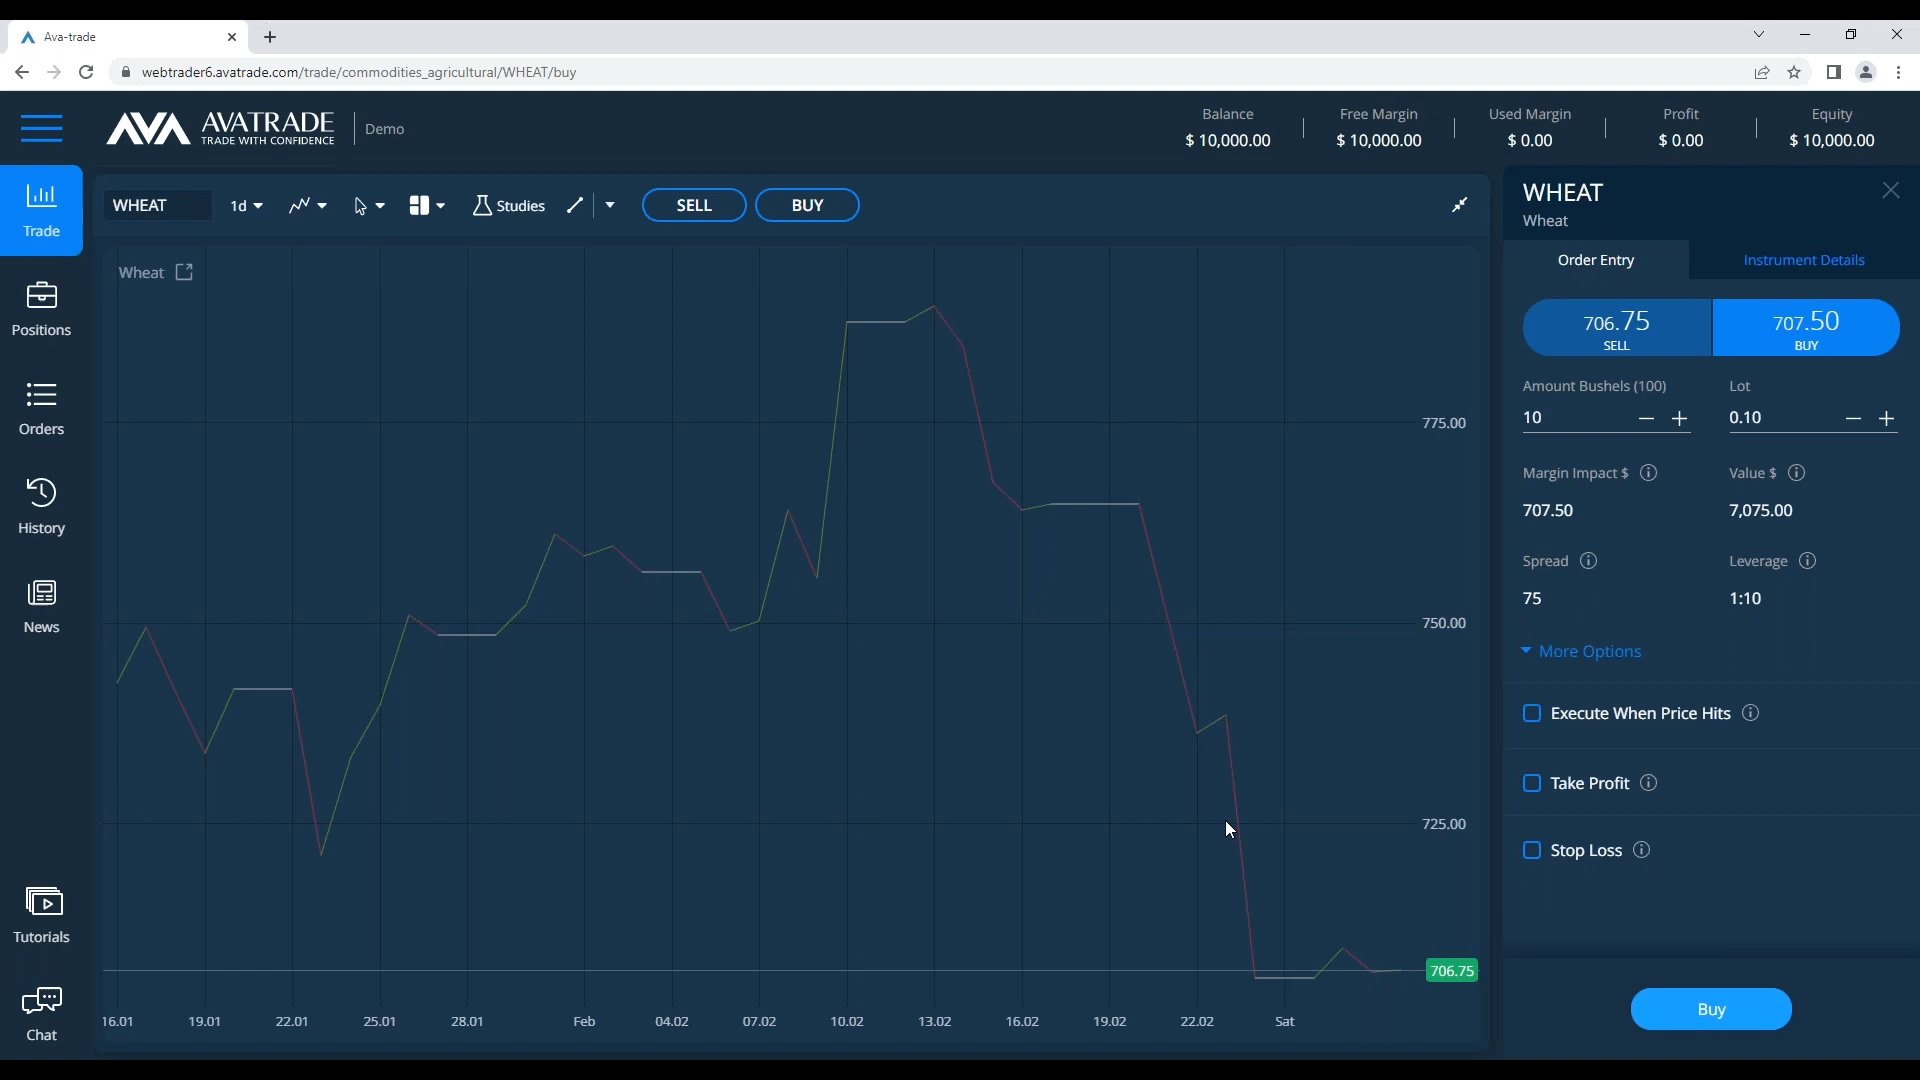 Ava-trade
webtrader6.avatrade.com/trade/commodities_agricultural/WHEAT/buy
AVA AVATRADE Demo
TRADE WITH CONFIDENCE
Balance Free Margin Used Margin Profit Equity
$ 10,000.00 $ 10,000.00 $ 0.00 $ 0.00 $ 10,000.00
Trade
Positions
Orders
History
News
Tutorials
Chat
WHEAT 1d Studies SELL BUY
Wheat
775.00
750.00
725.00
706.75
16.01 19.01 22.01 25.01 28.01 Feb 04.02 07.02 10.02 13.02 16.02 19.02 22.02 Sat
WHEAT
Wheat
Order Entry Instrument Details
706.75 707.50
SELL BUY
Amount Bushels (100) Lot
10 0.10
Margin Impact $ Value $
707.50 7,075.00
Spread Leverage
75 1:10
More Options
Execute When Price Hits
Take Profit
Stop Loss
Buy